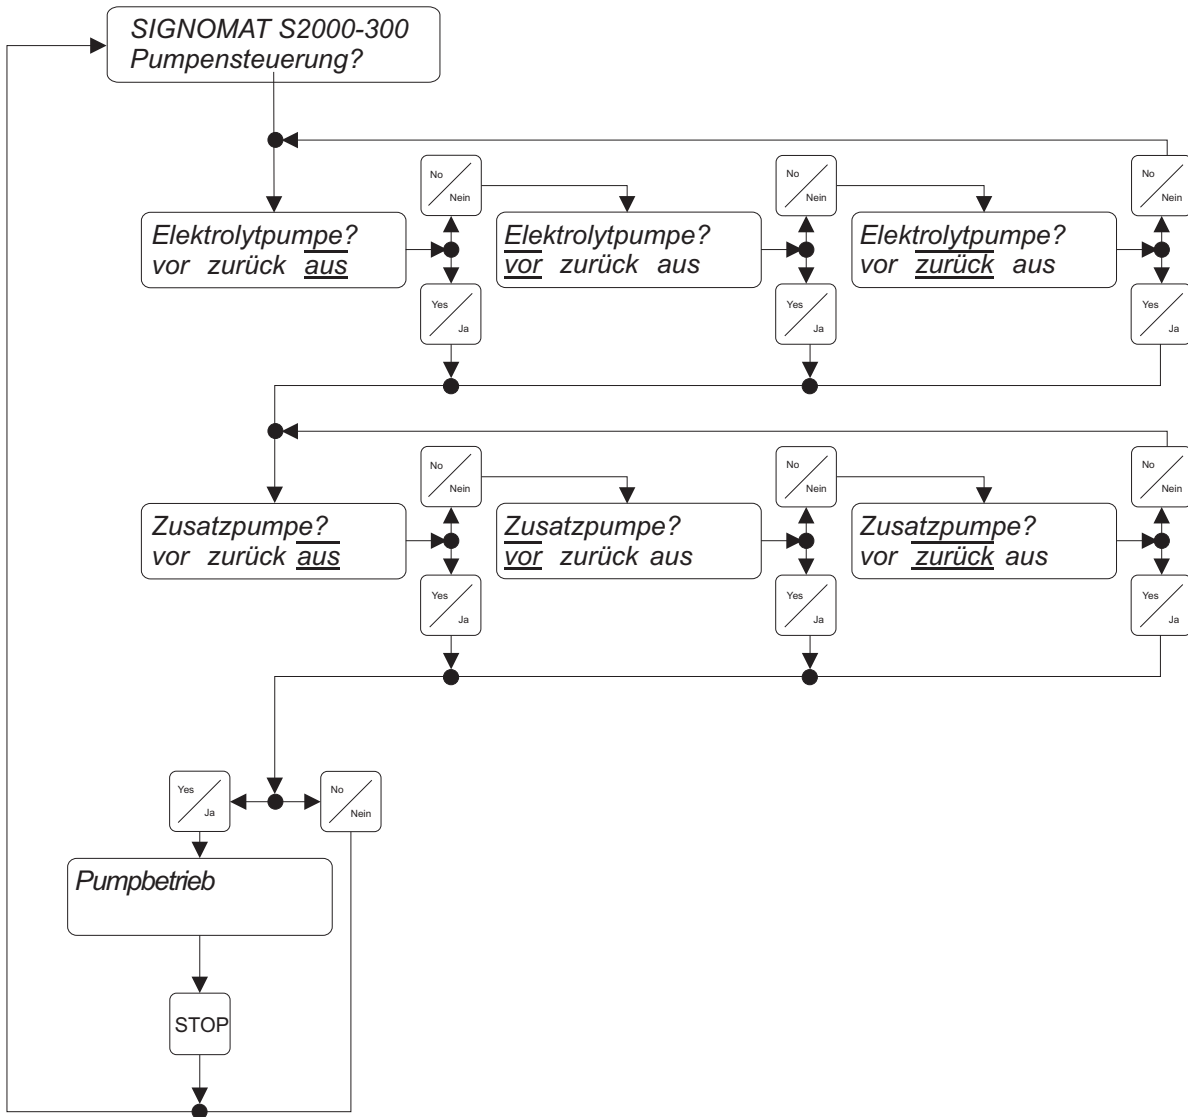 SIGNOMAT S2000-300
Pumpensteuerung?
No
Nein
No
Nein
No
Nein
Elektrolytpumpe?
vor zurück aus
Elektrolytpumpe?
vor zurück aus
Elektrolytpumpe?
vor zurück aus
Yes
Ja
Yes
Ja
Yes
Ja
No
Nein
No
Nein
No
Nein
Zusatzpumpe?
vor zurück aus
Zusatzpumpe?
vor zurück aus
Zusatzpumpe?
vor zurück aus
Yes
Ja
Yes
Ja
Yes
Ja
Yes
Ja
No
Nein
Pumpbetrieb
STOP